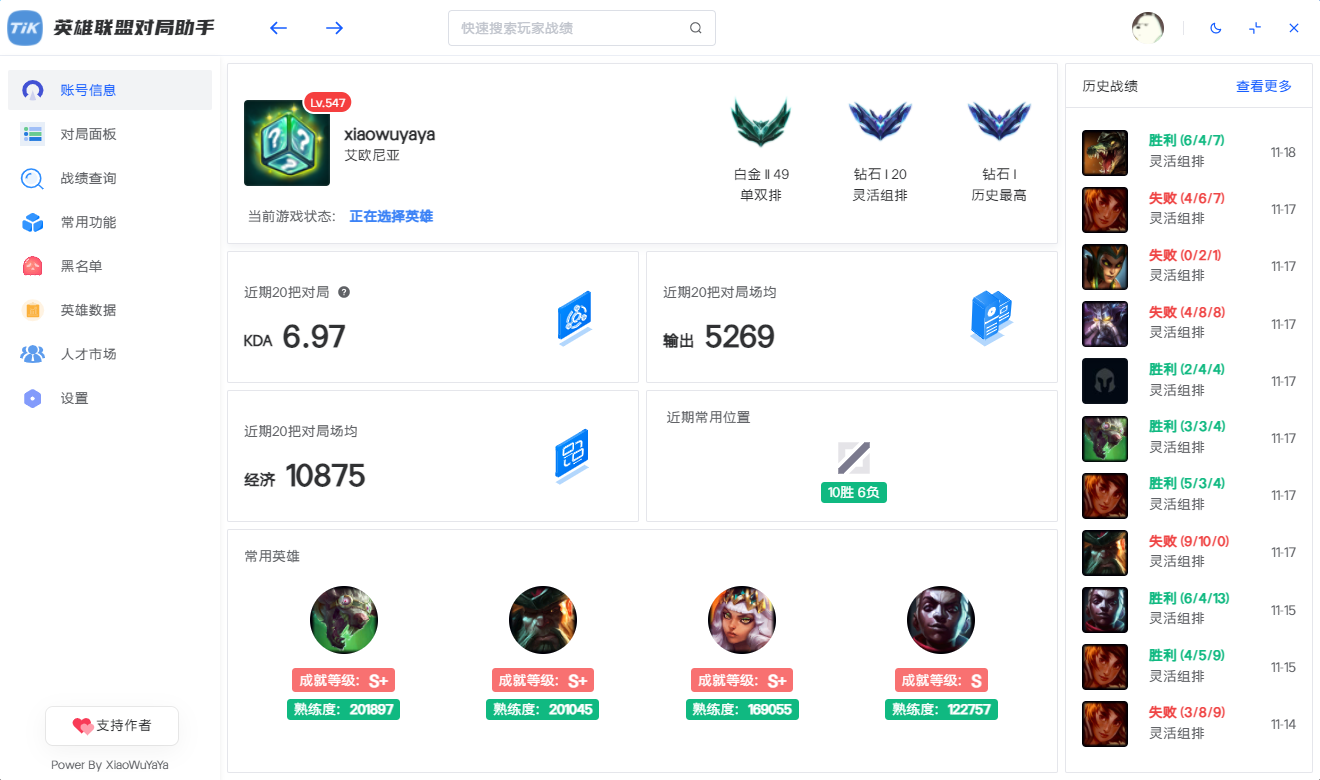 TiK 英雄联盟对局助手
快速搜索玩家战绩
账号信息
对局面板
战绩查询
常用功能
黑名单
英雄数据
人才市场
设置
支持作者
Power By XiaoWuYaYa
Lv.547
xiaowuyaya
艾欧尼亚
当前游戏状态： 正在选择英雄
白金 II 49
单双排
钻石 I 20
灵活组排
钻石 I
历史最高
近期20把对局
KDA 6.97
近期20把对局场均
输出 5269
近期20把对局场均
经济 10875
近期常用位置
10胜 6负
常用英雄
成就等级： S+
熟练度： 201897
成就等级： S+
熟练度： 201045
成就等级： S+
熟练度： 169055
成就等级： S
熟练度： 122757
历史战绩 查看更多
胜利 (6/4/7)
灵活组排
11-18
失败 (4/6/7)
灵活组排
11-17
失败 (0/2/1)
灵活组排
11-17
失败 (4/8/8)
灵活组排
11-17
胜利 (2/4/4)
灵活组排
11-17
胜利 (3/3/4)
灵活组排
11-17
胜利 (5/3/4)
灵活组排
11-17
失败 (9/10/0)
灵活组排
11-17
胜利 (6/4/13)
灵活组排
11-15
胜利 (4/5/9)
灵活组排
11-15
失败 (3/8/9)
灵活组排
11-14